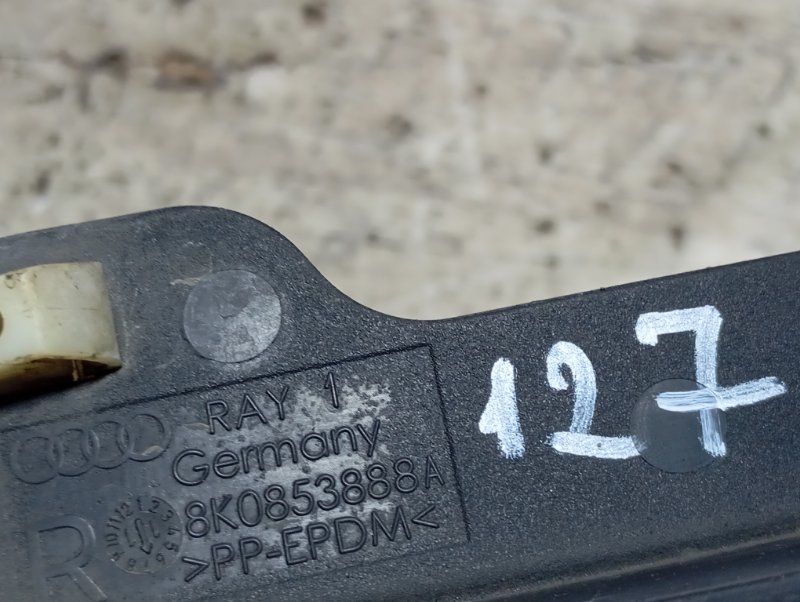 RAY 1
Germany
8K0853888A
>PP-EPDM<
R
127